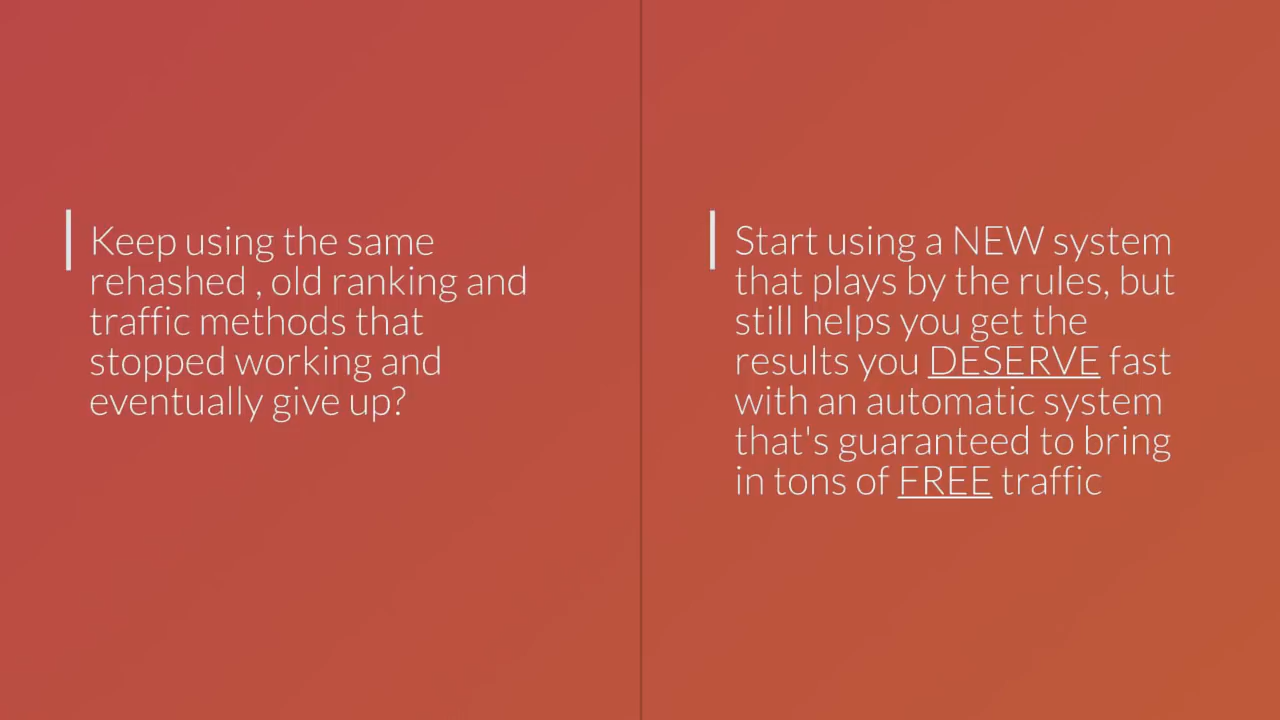 Keep using the same
rehashed , old ranking and
traffic methods that
stopped working and
eventually give up?
Start using a NEW system
that plays by the rules, but
still helps you get the
results you DESERVE fast
with an automatic system
that's guaranteed to bring
in tons of FREE traffic